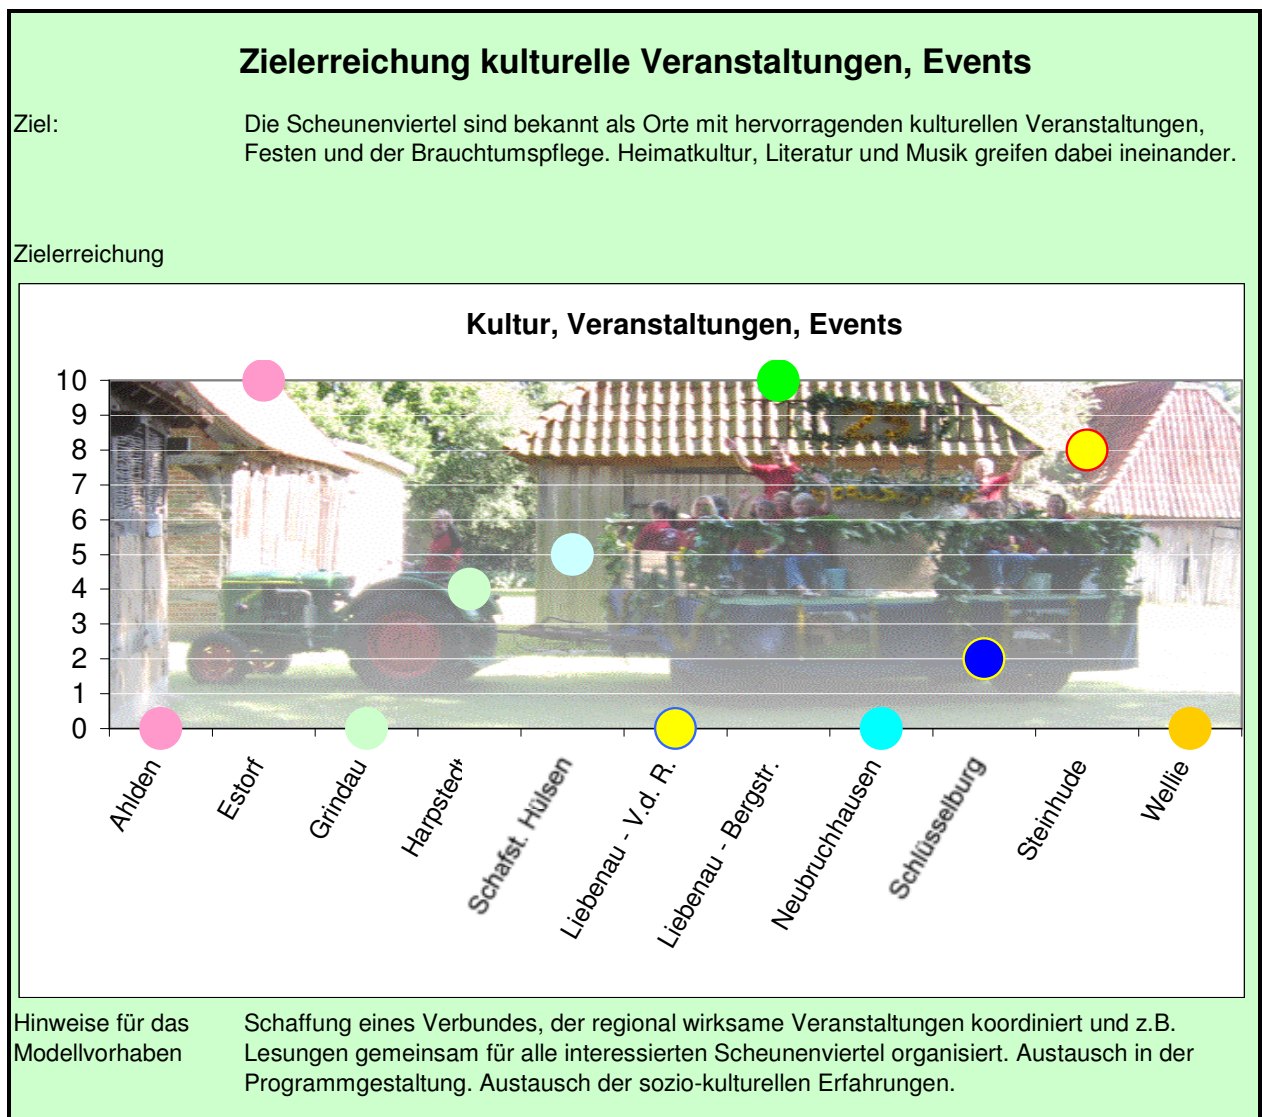 Zielerreichung kulturelle Veranstaltungen, Events
Ziel:
Die Scheunenviertel sind bekannt als Orte mit hervorragenden kulturellen Veranstaltungen,
Festen und der Brauchtumspflege. Heimatkultur, Literatur und Musik greifen dabei ineinander.
Zielerreichung
Kultur, Veranstaltungen, Events
10
9
8
7
6
5
4
3
2
1
0
25
Ahlden
Estorf
Grindau
Harpstedt
Schafst. Hülsen
Liebenau - V.d. R.
Liebenau - Bergstr.
Neubruchhausen
Schlüsselburg
Steinhude
Wellie
Hinweise für das
Modellvorhaben
Schaffung eines Verbundes, der regional wirksame Veranstaltungen koordiniert und z.B.
Lesungen gemeinsam für alle interessierten Scheunenviertel organisiert. Austausch in der
Programmgestaltung. Austausch der sozio-kulturellen Erfahrungen.